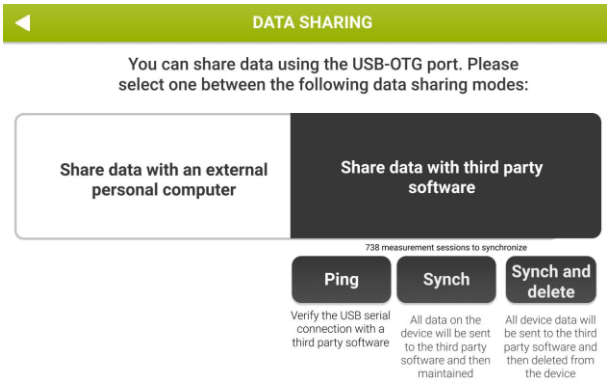 DATA SHARING
You can share data using the USB-OTG port. Please
select one between the following data sharing modes:
Share data with an external
personal computer
Share data with third party
software
738 measurement sessions to synchronize
Ping
Verify the USB serial
connection with a
third party software
Synch
All data on the
device will be sent
to the third party
software and then
maintained
Synch and
delete
All device data will
be sent to the third
party software and
then deleted from
the device